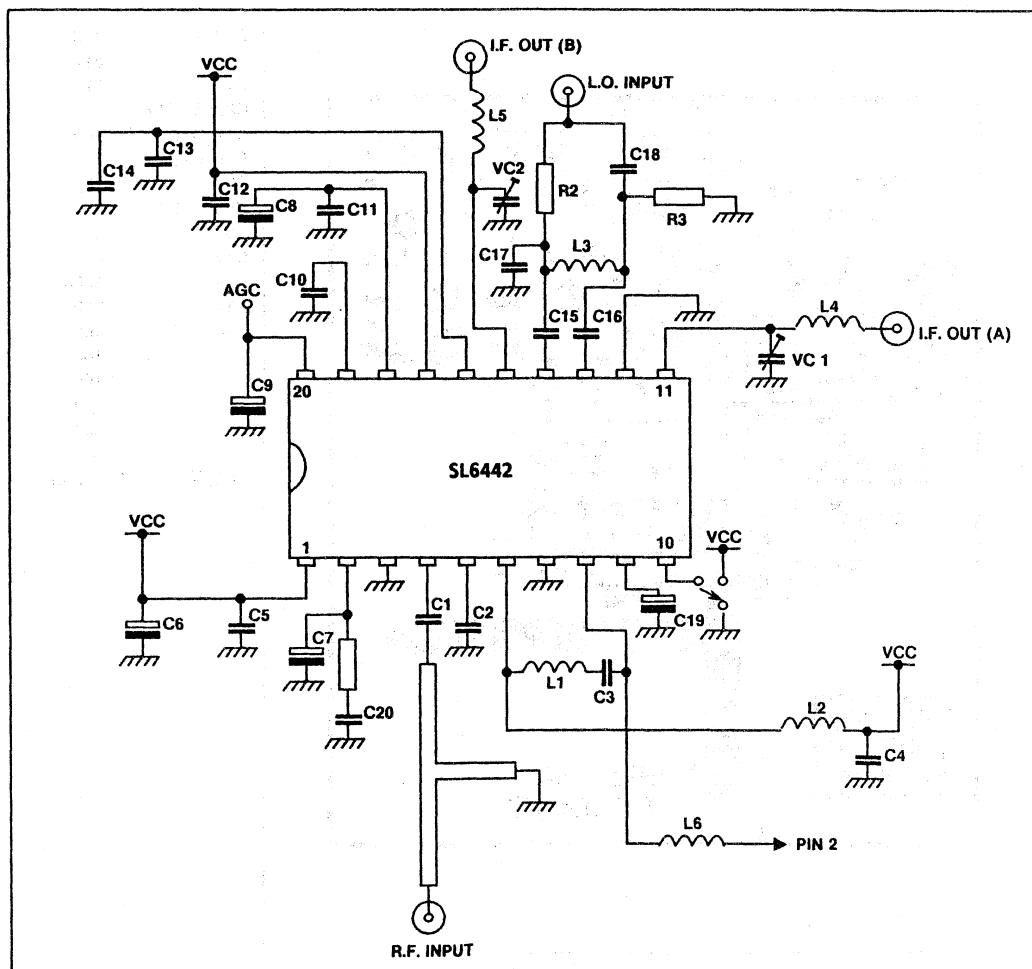 I.F. OUT (B)
VCC
L.O. INPUT
L5
C13
C18
C14
VC2
C12
C8
C11
R2
R3
C17
L3
C10
AGC
L4
C15
C16
I.F. OUT (A)
VC 1
C9
20
11
SL6442
VCC
1
10
VCC
C1
C2
C6
C5
C7
C19
VCC
L1
C3
L2
C20
C4
L6
PIN 2
R.F. INPUT